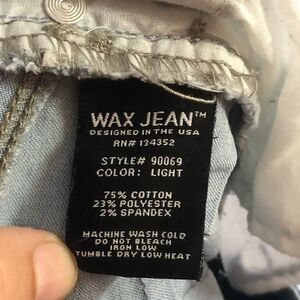 WAX JEAN™
DESIGNED IN THE USA
RN# 134352
STYLE# 90069
COLOR: LIGHT
75% COTTON
23% POLYESTER
2% SPANDEX
MACHINE WASH COLD
DO NOT BLEACH
IRON LOW
TUMBLE DRY LOW HEAT